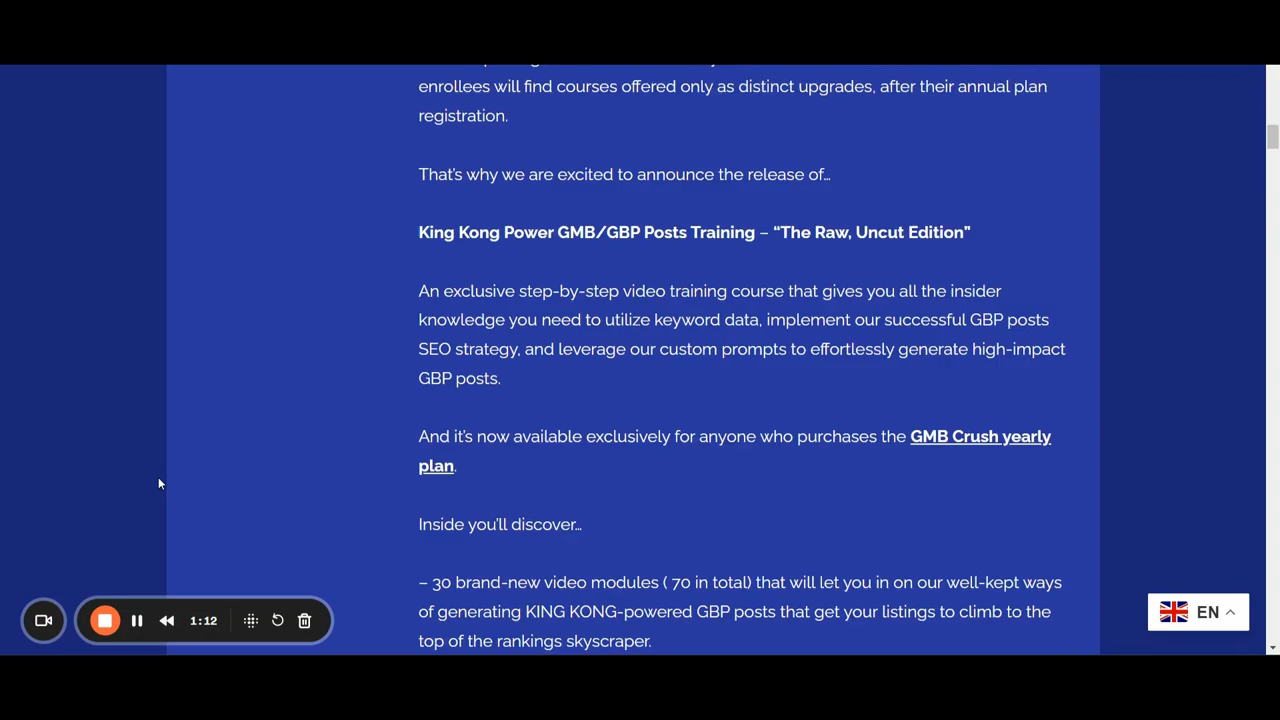 enrollees will find courses offered only as distinct upgrades, after their annual plan
registration.
That's why we are excited to announce the release of…
King Kong Power GMB/GBP Posts Training – “The Raw, Uncut Edition”
An exclusive step-by-step video training course that gives you all the insider
knowledge you need to utilize keyword data, implement our successful GBP posts
SEO strategy, and leverage our custom prompts to effortlessly generate high-impact
GBP posts.
And it's now available exclusively for anyone who purchases the GMB Crush yearly
plan.
Inside you'll discover…
– 30 brand-new video modules ( 70 in total) that will let you in on our well-kept ways
of generating KING KONG-powered GBP posts that get your listings to climb to the
top of the rankings skyscraper.
1:12
EN